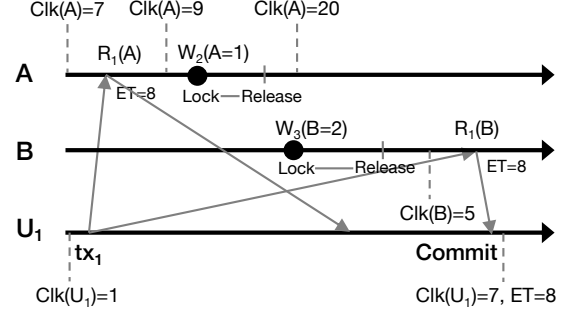 Clk(A)=7 Clk(A)=9 Clk(A)=20
R1(A) W2(A=1)
A
ET=8 Lock Release
W3(B=2) R1(B)
B
Lock Release ET=8
Clk(B)=5
U1
tx1 Commit
Clk(U1)=1 Clk(U1)=7, ET=8